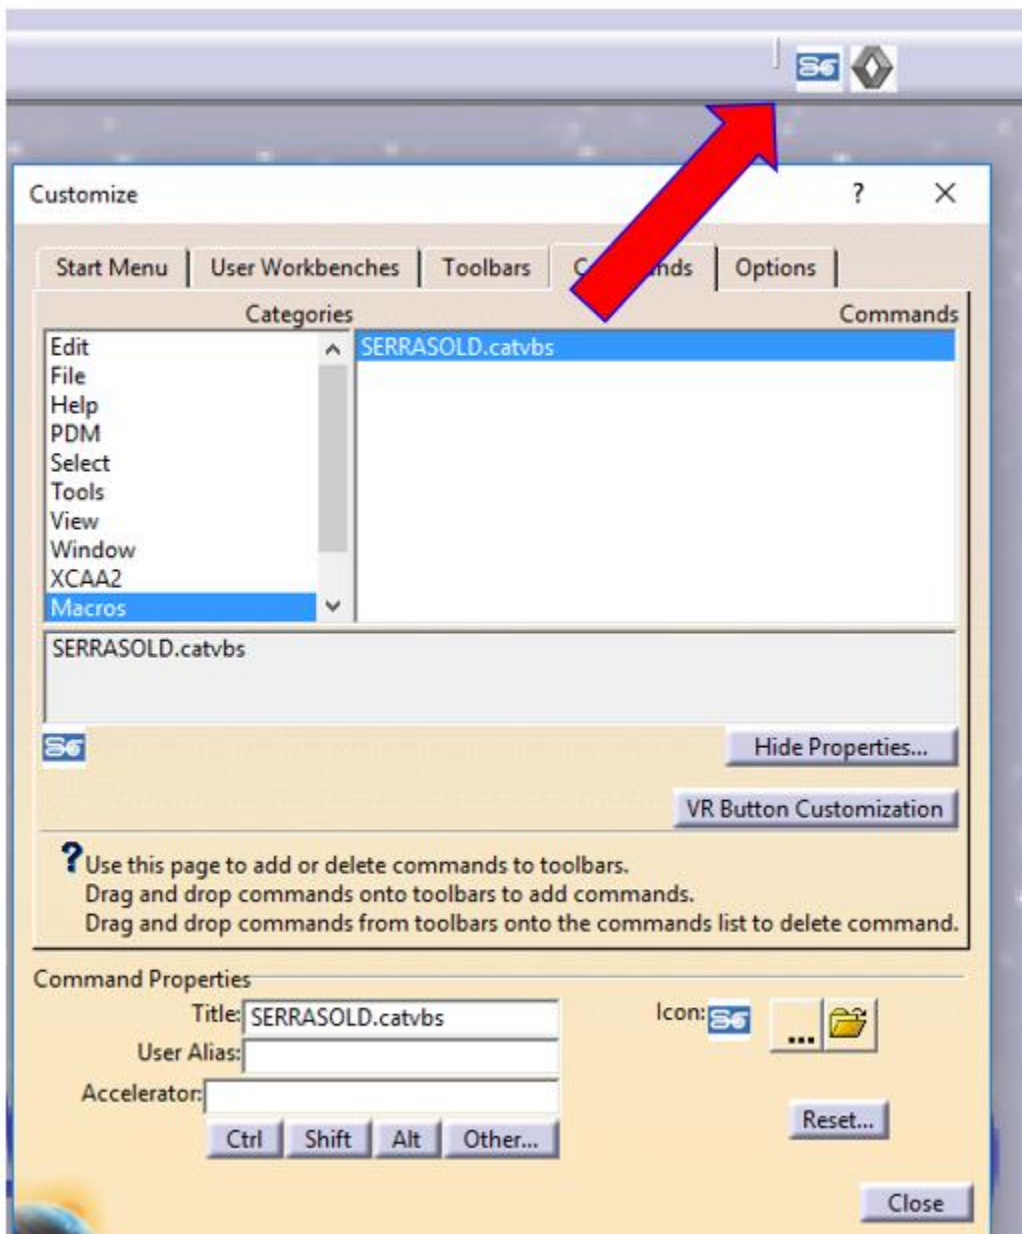 Customize
?
Start Menu
User Workbenches
Toolbars
Options
Categories
Commands
Edit
File
Help
PDM
Select
Tools
View
Window
XCAA2
Macros
SERRASOLD.catvbs
SERRASOLD.catvbs
Hide Properties...
VR Button Customization
? Use this page to add or delete commands to toolbars.
Drag and drop commands onto toolbars to add commands.
Drag and drop commands from toolbars onto the commands list to delete command.
Command Properties
Title: SERRASOLD.catvbs
Icon:
...
User Alias:
Accelerator:
Ctrl
Shift
Alt
Other...
Reset...
Close